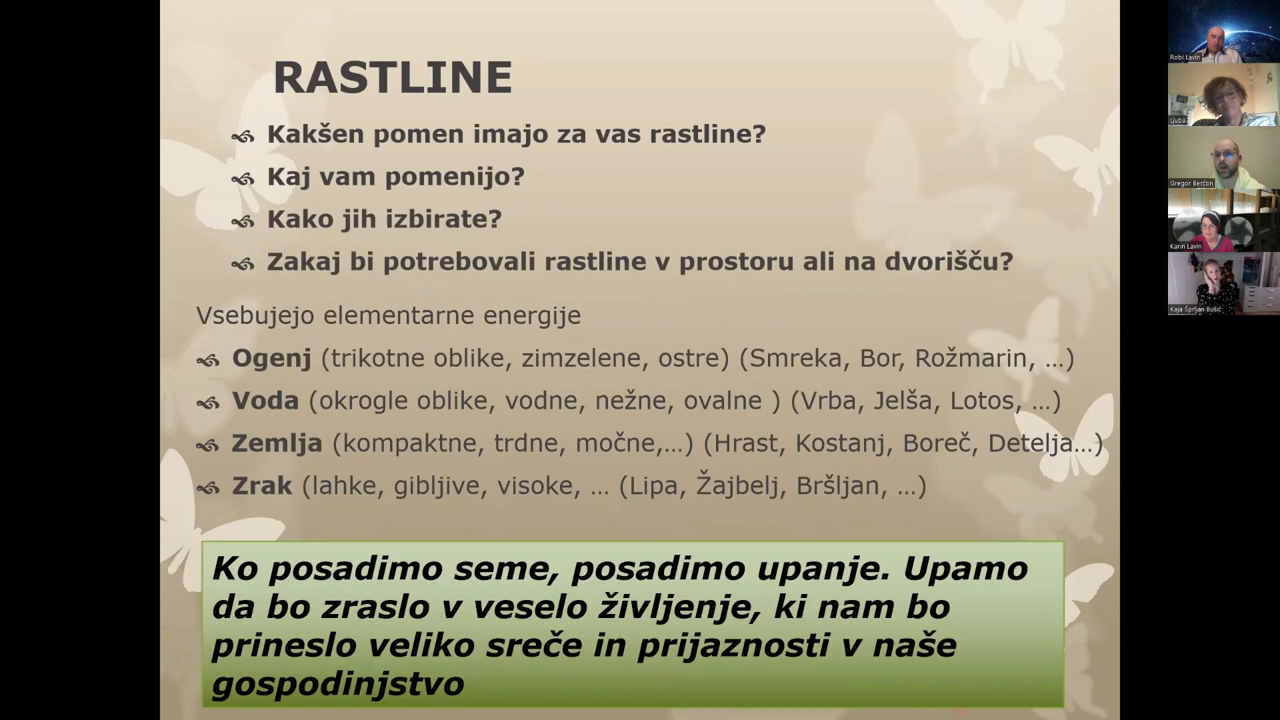 RASTLINE
Kakšen pomen imajo za vas rastline?
Kaj vam pomenijo?
Kako jih izbirate?
Zakaj bi potrebovali rastline v prostoru ali na dvorišču?
Vsebujejo elementarne energije
Ogenj (trikotne oblike, zimzelene, ostre) (Smreka, Bor, Rožmarin, …)
Voda (okrogle oblike, vodne, nežne, ovalne ) (Vrba, Jelša, Lotos, …)
Zemlja (kompaktne, trdne, močne,…) (Hrast, Kostanj, Boreč, Detelja…)
Zrak (lahke, gibljive, visoke, … (Lipa, Žajbelj, Bršljan, …)
Ko posadimo seme, posadimo upanje. Upamo
da bo zraslo v veselo življenje, ki nam bo
prineslo veliko sreče in prijaznosti v naše
gospodinjstvo
Robi Lavin
Ljuba
Gregor Berčon
Karin Lavin
Kaja Šprljan Bušić